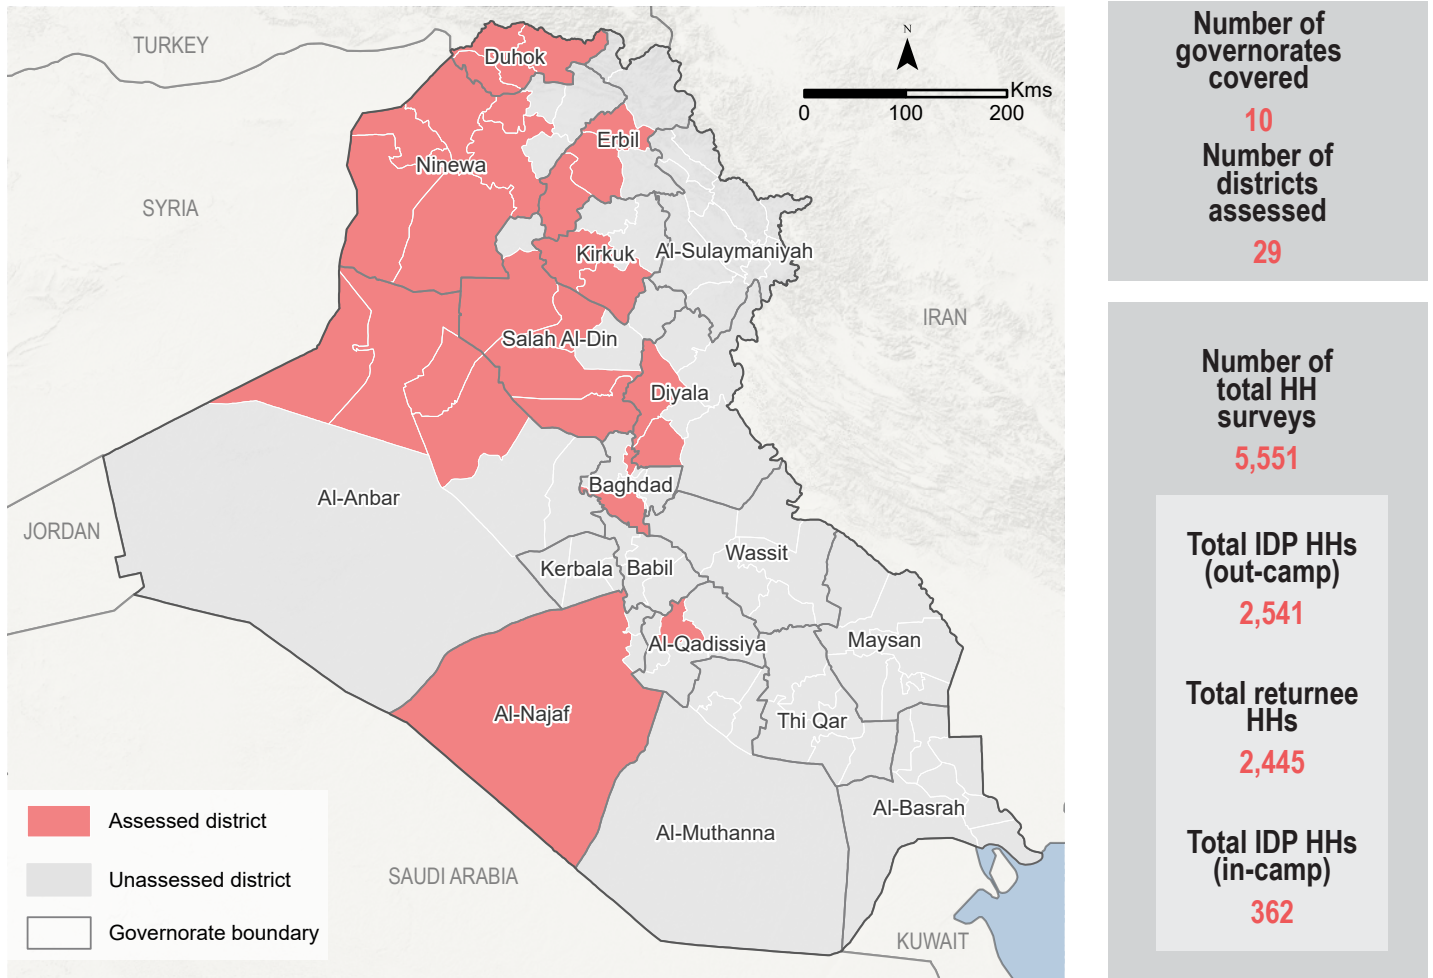 TURKEY
SYRIA
JORDAN
SAUDI ARABIA
KUWAIT
IRAN
N
Kms
0
100
200
Duhok
Ninewa
Erbil
Kirkuk
Al-Sulaymaniyah
Salah Al-Din
Diyala
Al-Anbar
Baghdad
Wassit
Kerbala
Babil
Al-Qadissiya
Maysan
Al-Najaf
Thi Qar
Al-Muthanna
Al-Basrah
Assessed district
Unassessed district
Governorate boundary
Number of
governorates
covered
10
Number of
districts
assessed
29
Number of
total HH
surveys
5,551
Total IDP HHs
(out-camp)
2,541
Total returnee
HHs
2,445
Total IDP HHs
(in-camp)
362